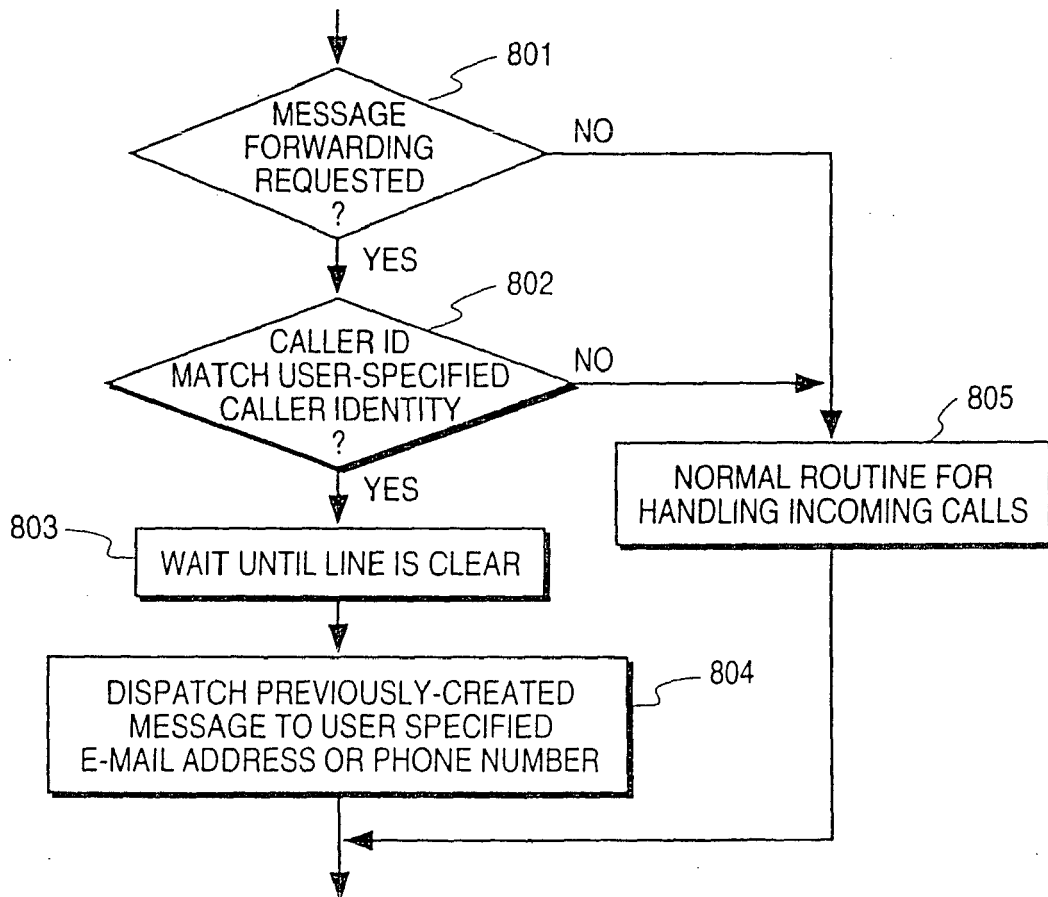 801
MESSAGE
FORWARDING
REQUESTED
?
NO
YES
802
CALLER ID
MATCH USER-SPECIFIED
CALLER IDENTITY
?
NO
YES
805
NORMAL ROUTINE FOR
HANDLING INCOMING CALLS
803
WAIT UNTIL LINE IS CLEAR
804
DISPATCH PREVIOUSLY-CREATED
MESSAGE TO USER SPECIFIED
E-MAIL ADDRESS OR PHONE NUMBER